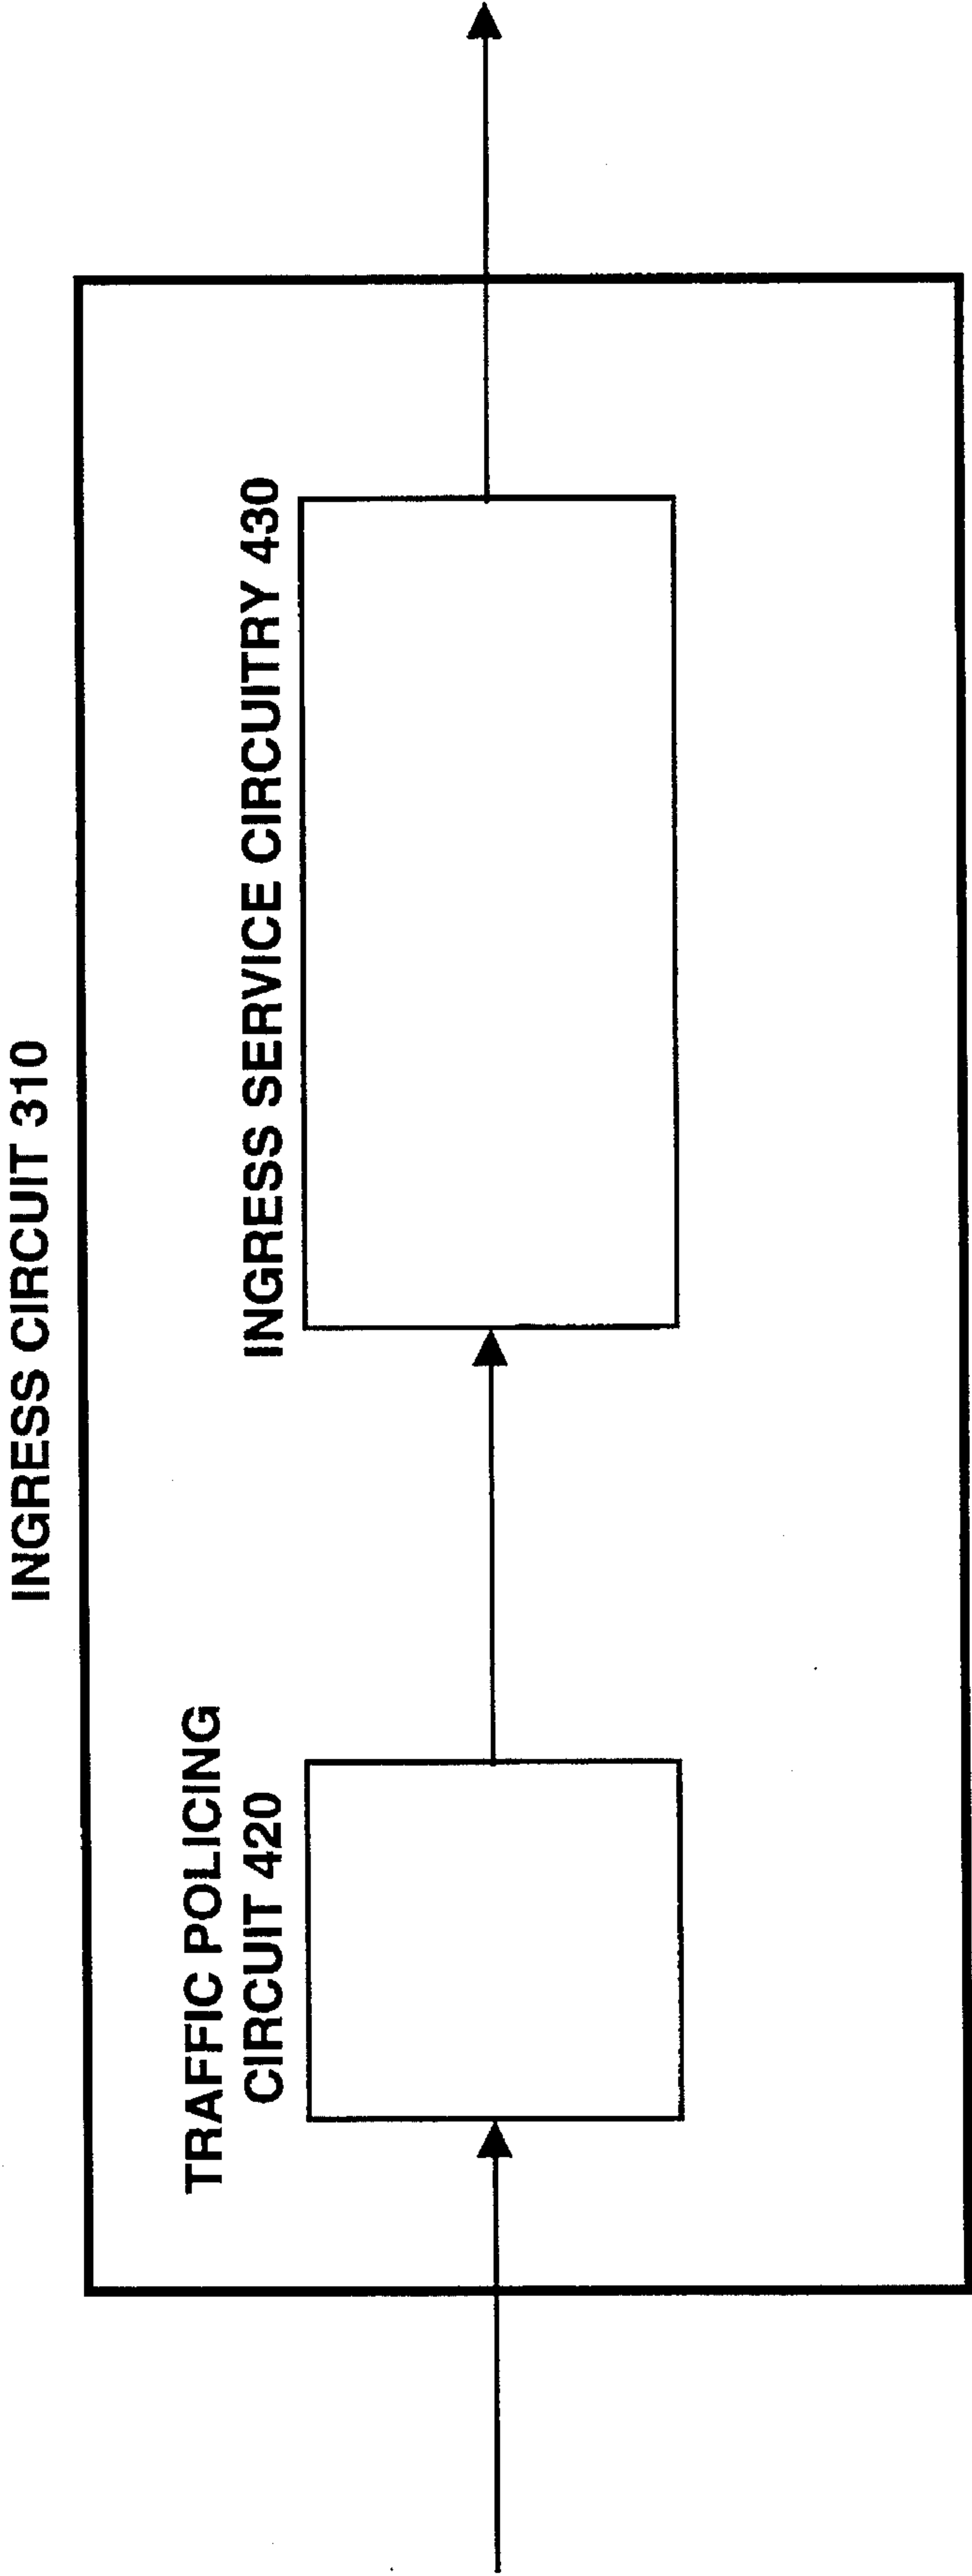 INGRESS CIRCUIT 310
TRAFFIC POLICING
CIRCUIT 420
INGRESS SERVICE CIRCUITRY 430